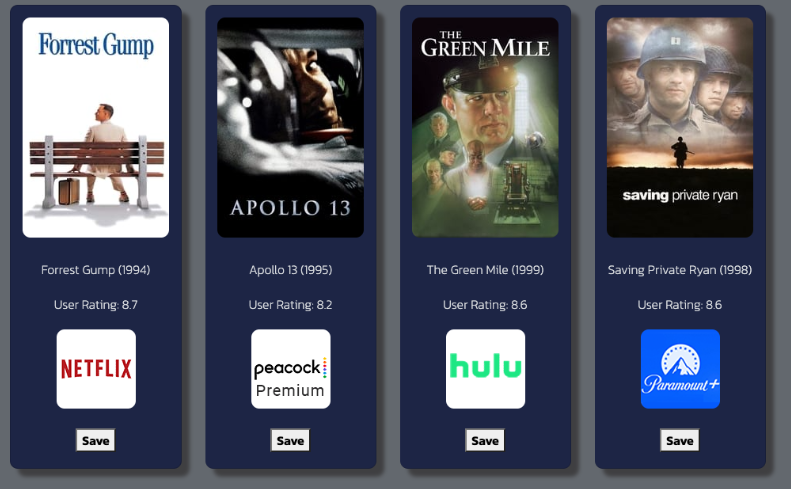 Forrest Gump
Forrest Gump (1994)
User Rating: 8.7
NETFLIX
Save
APOLLO 13
Apollo 13 (1995)
User Rating: 8.2
peacock
Premium
Save
THE
GREEN MILE
The Green Mile (1999)
User Rating: 8.6
hulu
Save
saving private ryan
Saving Private Ryan (1998)
User Rating: 8.6
Paramount+
Save